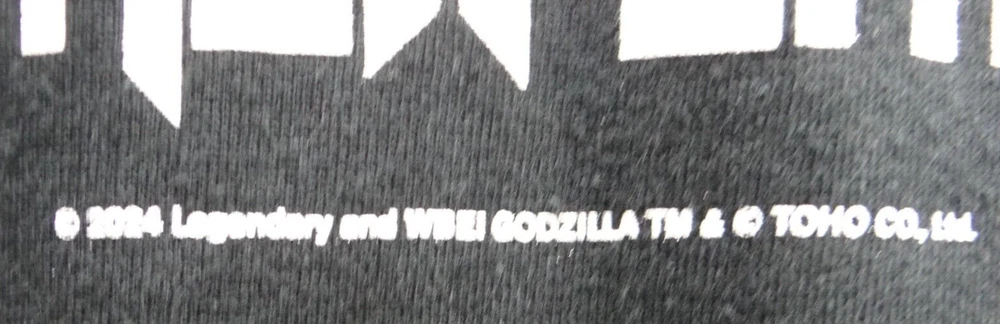 © 2024 Legendary and WBEI GODZILLA TM & © TOHO CO., Ltd.